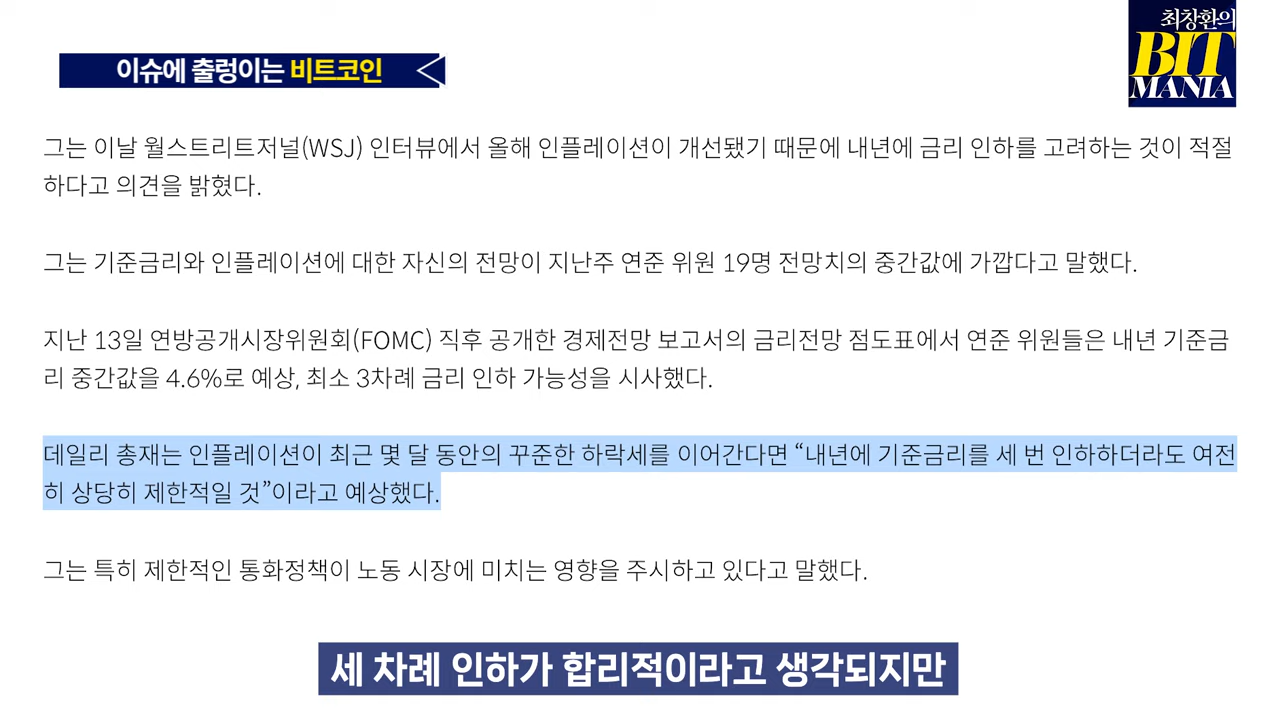 최창환의
BIT
MANIA
이슈에 출렁이는 비트코인
그는 이날 월스트리트저널(WSJ) 인터뷰에서 올해 인플레이션이 개선됐기 때문에 내년에 금리 인하를 고려하는 것이 적절
하다고 의견을 밝혔다.
그는 기준금리와 인플레이션에 대한 자신의 전망이 지난주 연준 위원 19명 전망치의 중간값에 가깝다고 말했다.
지난 13일 연방공개시장위원회(FOMC) 직후 공개한 경제전망 보고서의 금리전망 점도표에서 연준 위원들은 내년 기준금
리 중간값을 4.6%로 예상, 최소 3차례 금리 인하 가능성을 시사했다.
데일리 총재는 인플레이션이 최근 몇 달 동안의 꾸준한 하락세를 이어간다면 “내년에 기준금리를 세 번 인하하더라도 여전
히 상당히 제한적일 것”이라고 예상했다.
그는 특히 제한적인 통화정책이 노동 시장에 미치는 영향을 주시하고 있다고 말했다.
세 차례 인하가 합리적이라고 생각되지만